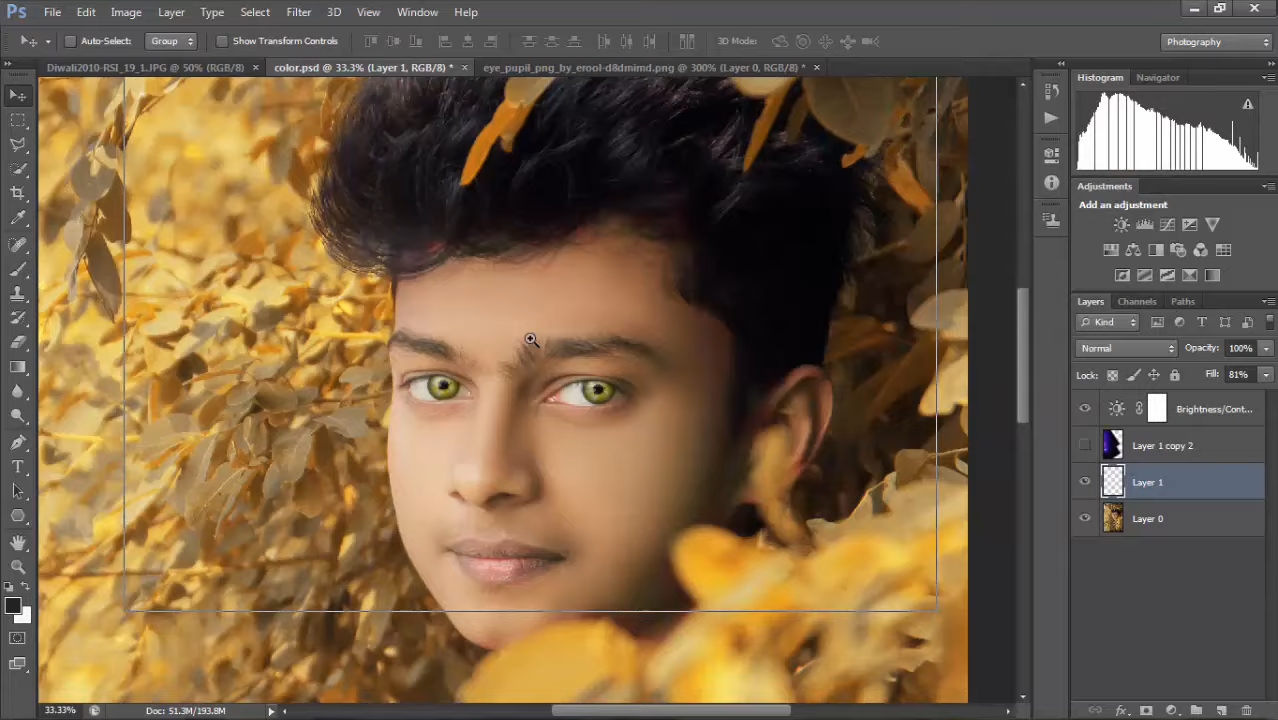 Ps File Edit Image Layer Type Select Filter 3D View Window Help
Auto-Select: Group Show Transform Controls 3D Mode: Photography
Diwali2010-RSI_19_1.JPG @ 50% (RGB/8) × color.psd @ 33.3% (Layer 1, RGB/8) * × eye_pupil_png_by_erool-d8dmimd.png @ 300% (Layer 0, RGB/8) * ×
Histogram Navigator
Adjustments
Add an adjustment
Layers Channels Paths
Kind
Normal Opacity: 100%
Lock: Fill: 81%
Brightness/Cont...
Layer 1 copy 2
Layer 1
Layer 0
33.33% Doc: 51.3M/193.8M